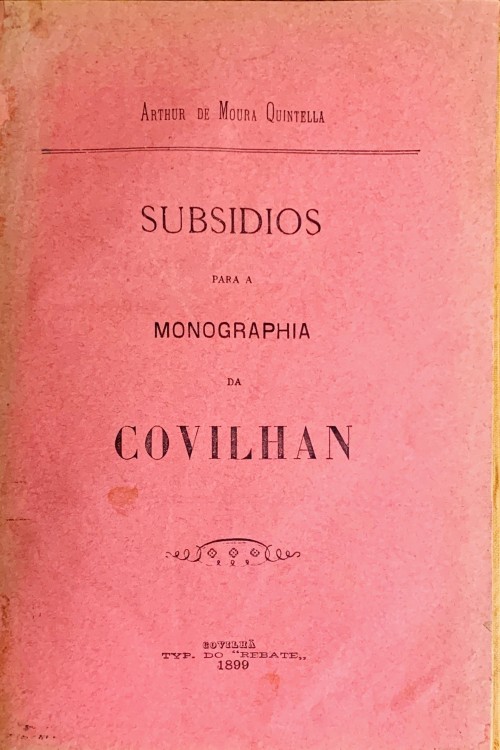 ARTHUR DE MOURA QUINTELLA
SUBSIDIOS
PARA A
MONOGRAPHIA
DA
COVILHAN
COVILHÃ
TYP. DO "REBATE„
1899